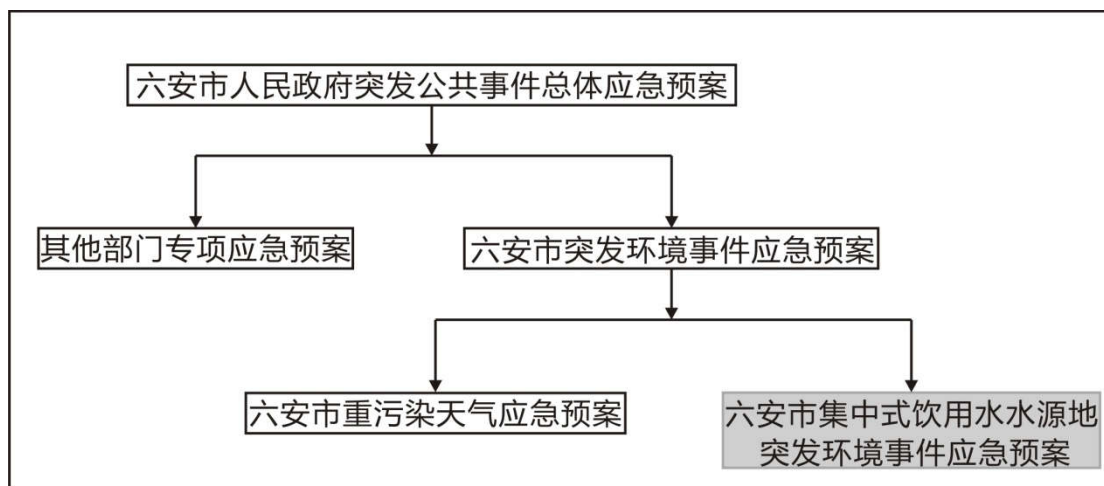 六安市人民政府突发公共事件总体应急预案
其他部门专项应急预案
六安市突发环境事件应急预案
六安市重污染天气应急预案
六安市集中式饮用水水源地
突发环境事件应急预案